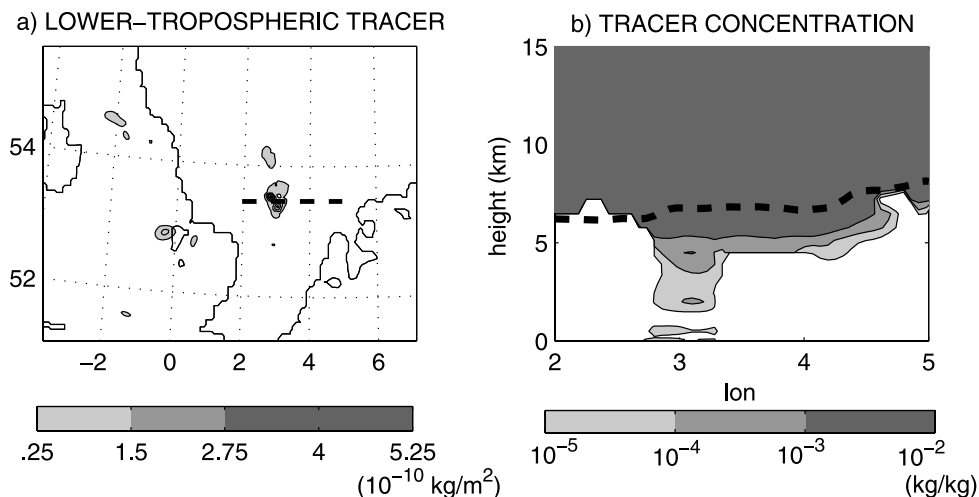 a) LOWER−TROPOSPHERIC TRACER
54
52
−2 0 2 4 6
.25 1.5 2.75 4 5.25
(10⁻¹⁰ kg/m²)
b) TRACER CONCENTRATION
height (km)
15
10
5
0
2 3 4 5
lon
10⁻⁵ 10⁻⁴ 10⁻³ 10⁻²
(kg/kg)